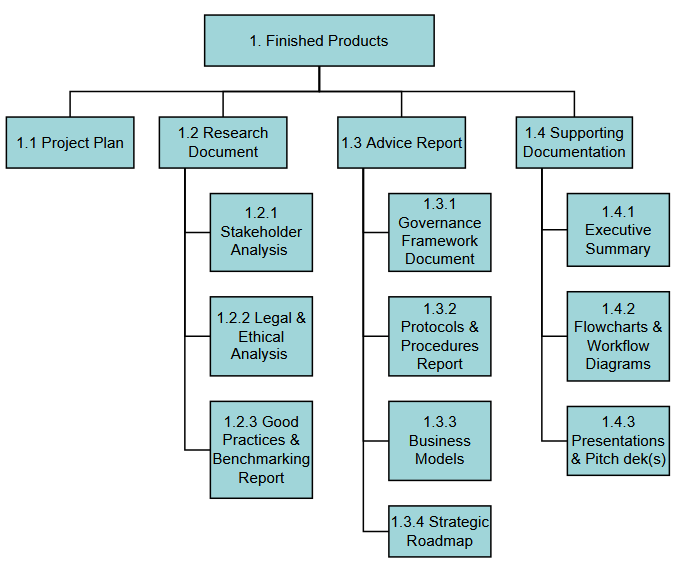 1. Finished Products
1.1 Project Plan
1.2 Research
Document
1.3 Advice Report
1.4 Supporting
Documentation
1.2.1
Stakeholder
Analysis
1.2.2 Legal &
Ethical
Analysis
1.2.3 Good
Practices &
Benchmarking
Report
1.3.1
Governance
Framework
Document
1.3.2
Protocols &
Procedures
Report
1.3.3
Business
Models
1.3.4 Strategic
Roadmap
1.4.1
Executive
Summary
1.4.2
Flowcharts &
Workflow
Diagrams
1.4.3
Presentations
& Pitch dek(s)